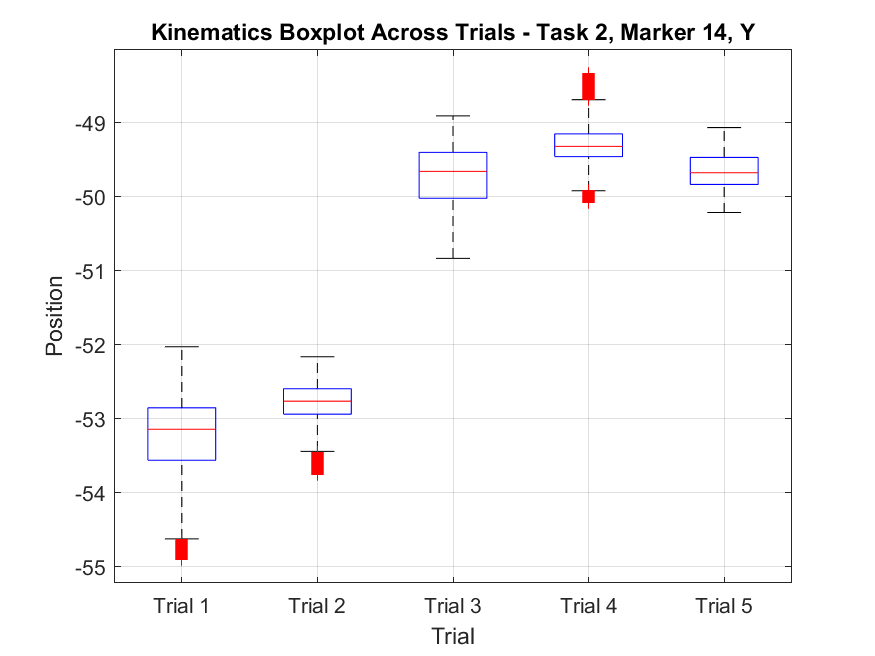 Kinematics Boxplot Across Trials - Task 2, Marker 14, Y
-49
-50
-51
-52
-53
-54
-55
Position
Trial 1 Trial 2 Trial 3 Trial 4 Trial 5
Trial